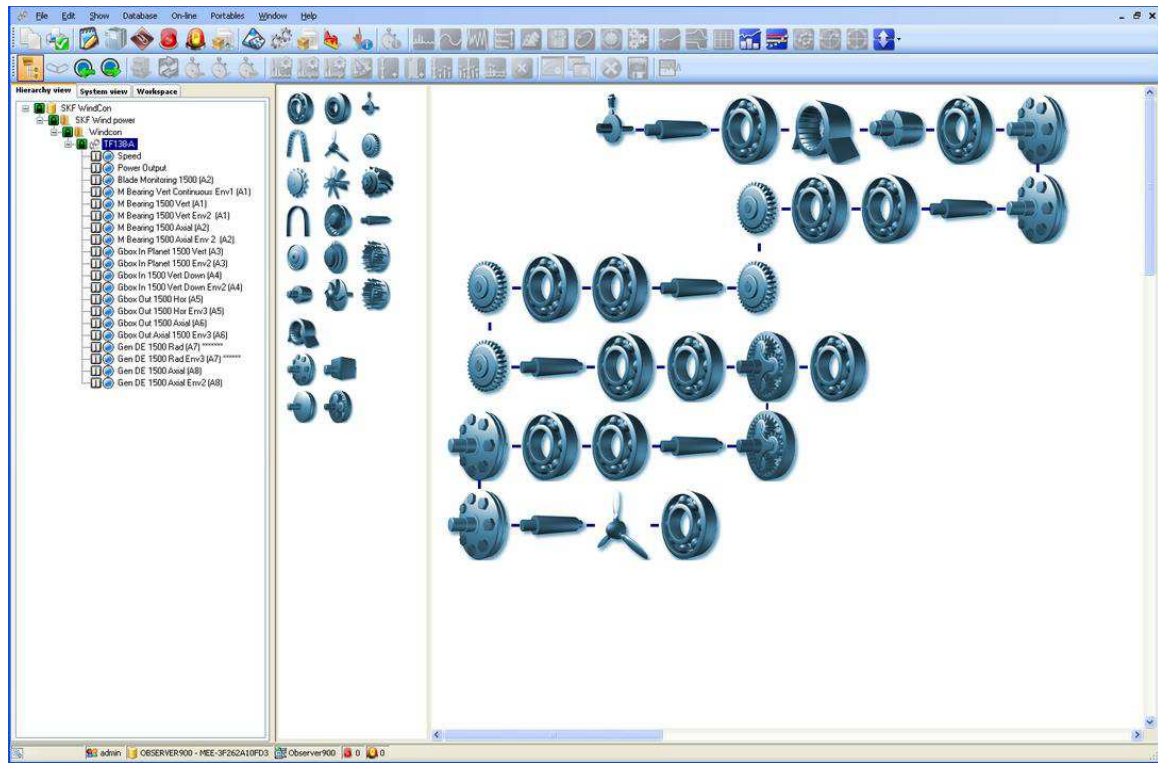 File Edit Show Database On-line Portables Window Help
Hierarchy view System view Workspace
SKF WindCon
SKF Wind power
Windcon
TF138-A
Speed
Power Output
Blade Monitoring 1500 (A2)
M Bearing Vert Continuous Env1 (A1)
M Bearing 1500 Vert (A1)
M Bearing 1500 Vert Env2 (A1)
M Bearing 1500 Axial (A2)
M Bearing 1500 Axial Env 2 (A2)
Gbox In Planet 1500 Vert (A3)
Gbox In Planet 1500 Env2 (A3)
Gbox In 1500 Vert Down (A4)
Gbox In 1500 Vert Down Env2 (A4)
Gbox Out 1500 Hor (A5)
Gbox Out 1500 Hor Env3 (A5)
Gbox Out 1500 Axial (A6)
Gbox Out Axial 1500 Env3 (A6)
Gen DE 1500 Rad (A7) *******
Gen DE 1500 Rad Env3 (A7) ******
Gen DE 1500 Axial (A8)
Gen DE 1500 Axial Env2 (A8)
admin OBSERVER900 - MEE-3F262A10FD3 Observer900 0 0